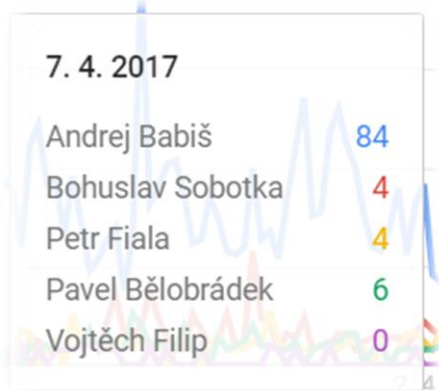 7. 4. 2017
Andrej Babiš 84
Bohuslav Sobotka 4
Petr Fiala 4
Pavel Bělobrádek 6
Vojtěch Filip 0